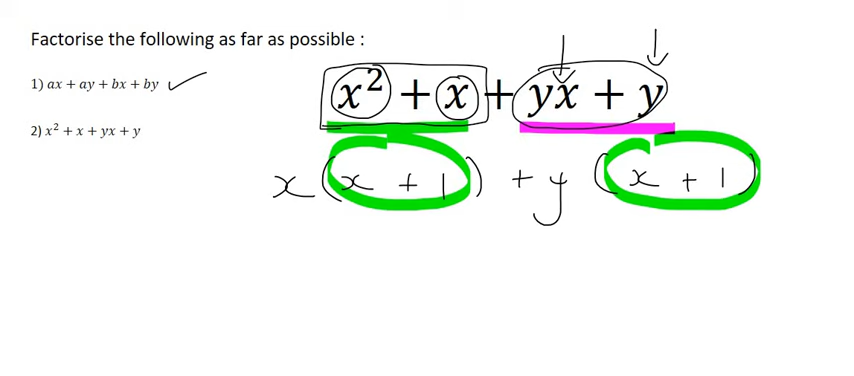 Factorise the following as far as possible :
1) ax + ay + bx + by
x² + x + yx + y
2) x² + x + yx + y
x (x + 1) + y (x + 1)